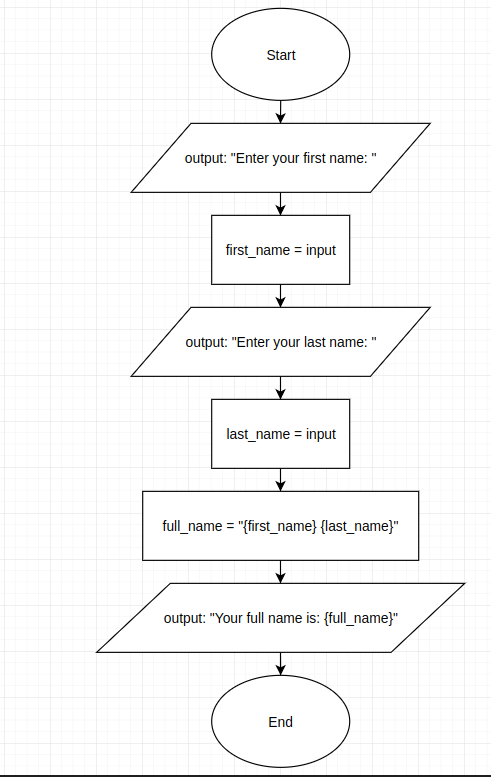 Start
output: "Enter your first name: "
first_name = input
output: "Enter your last name: "
last_name = input
full_name = "{first_name} {last_name}"
output: "Your full name is: {full_name}"
End